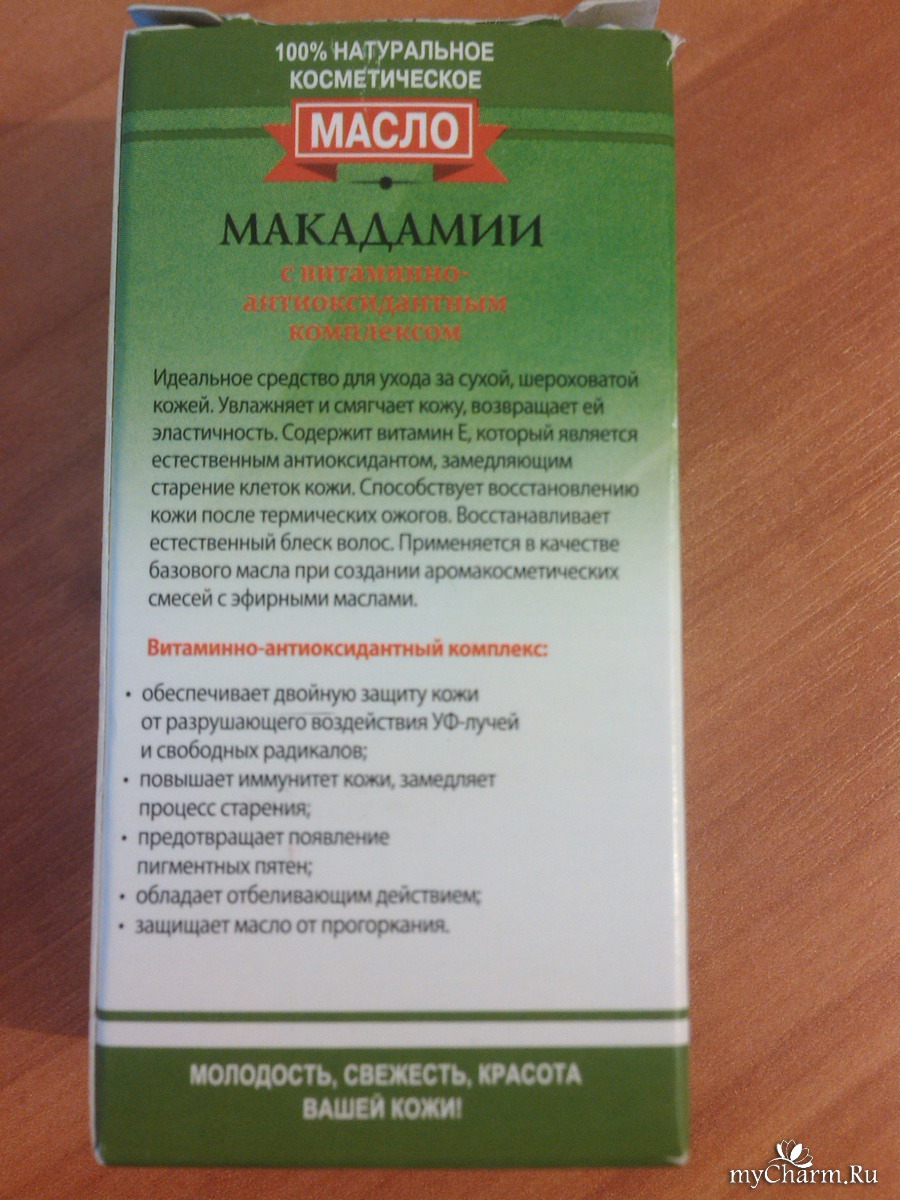 100% НАТУРАЛЬНОЕ
КОСМЕТИЧЕСКОЕ
МАСЛО
МАКАДАМИИ
с витаминно-
антиоксидантным
комплексом
Идеальное средство для ухода за сухой, шероховатой
кожей. Увлажняет и смягчает кожу, возвращает ей
эластичность. Содержит витамин Е, который является
естественным антиоксидантом, замедляющим
старение клеток кожи. Способствует восстановлению
кожи после термических ожогов. Восстанавливает
естественный блеск волос. Применяется в качестве
базового масла при создании аромакосметических
смесей с эфирными маслами.
Витаминно-антиоксидантный комплекс:
• обеспечивает двойную защиту кожи
от разрушающего воздействия УФ-лучей
и свободных радикалов;
• повышает иммунитет кожи, замедляет
процесс старения;
• предотвращает появление
пигментных пятен;
• обладает отбеливающим действием;
• защищает масло от прогоркания.
МОЛОДОСТЬ, СВЕЖЕСТЬ, КРАСОТА
ВАШЕЙ КОЖИ!
myCharm.Ru